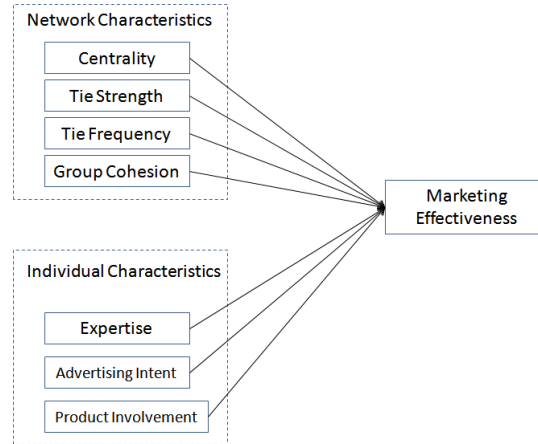 Network Characteristics
Centrality
Tie Strength
Tie Frequency
Group Cohesion
Marketing
Effectiveness
Individual Characteristics
Expertise
Advertising Intent
Product Involvement